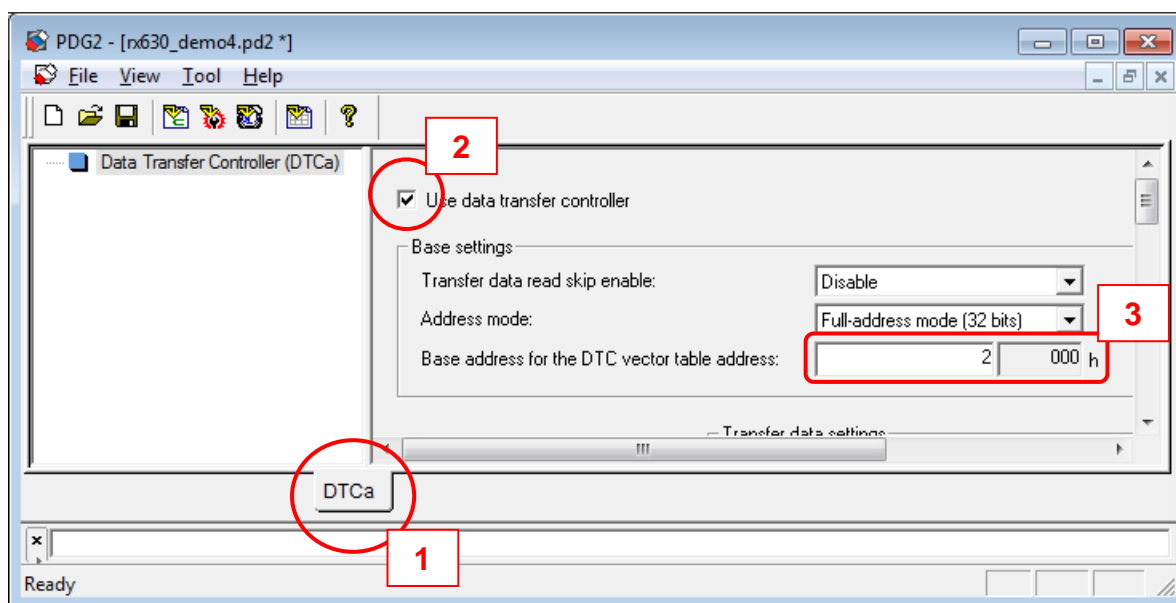 PDG2 - [rx630_demo4.pd2 *]
File View Tool Help
2
Data Transfer Controller (DTCa)
Use data transfer controller
Base settings
Transfer data read skip enable: Disable
Address mode: Full-address mode (32 bits)
3
Base address for the DTC vector table address: 2 000 h
Transfer data settings
DTCa
1
Ready